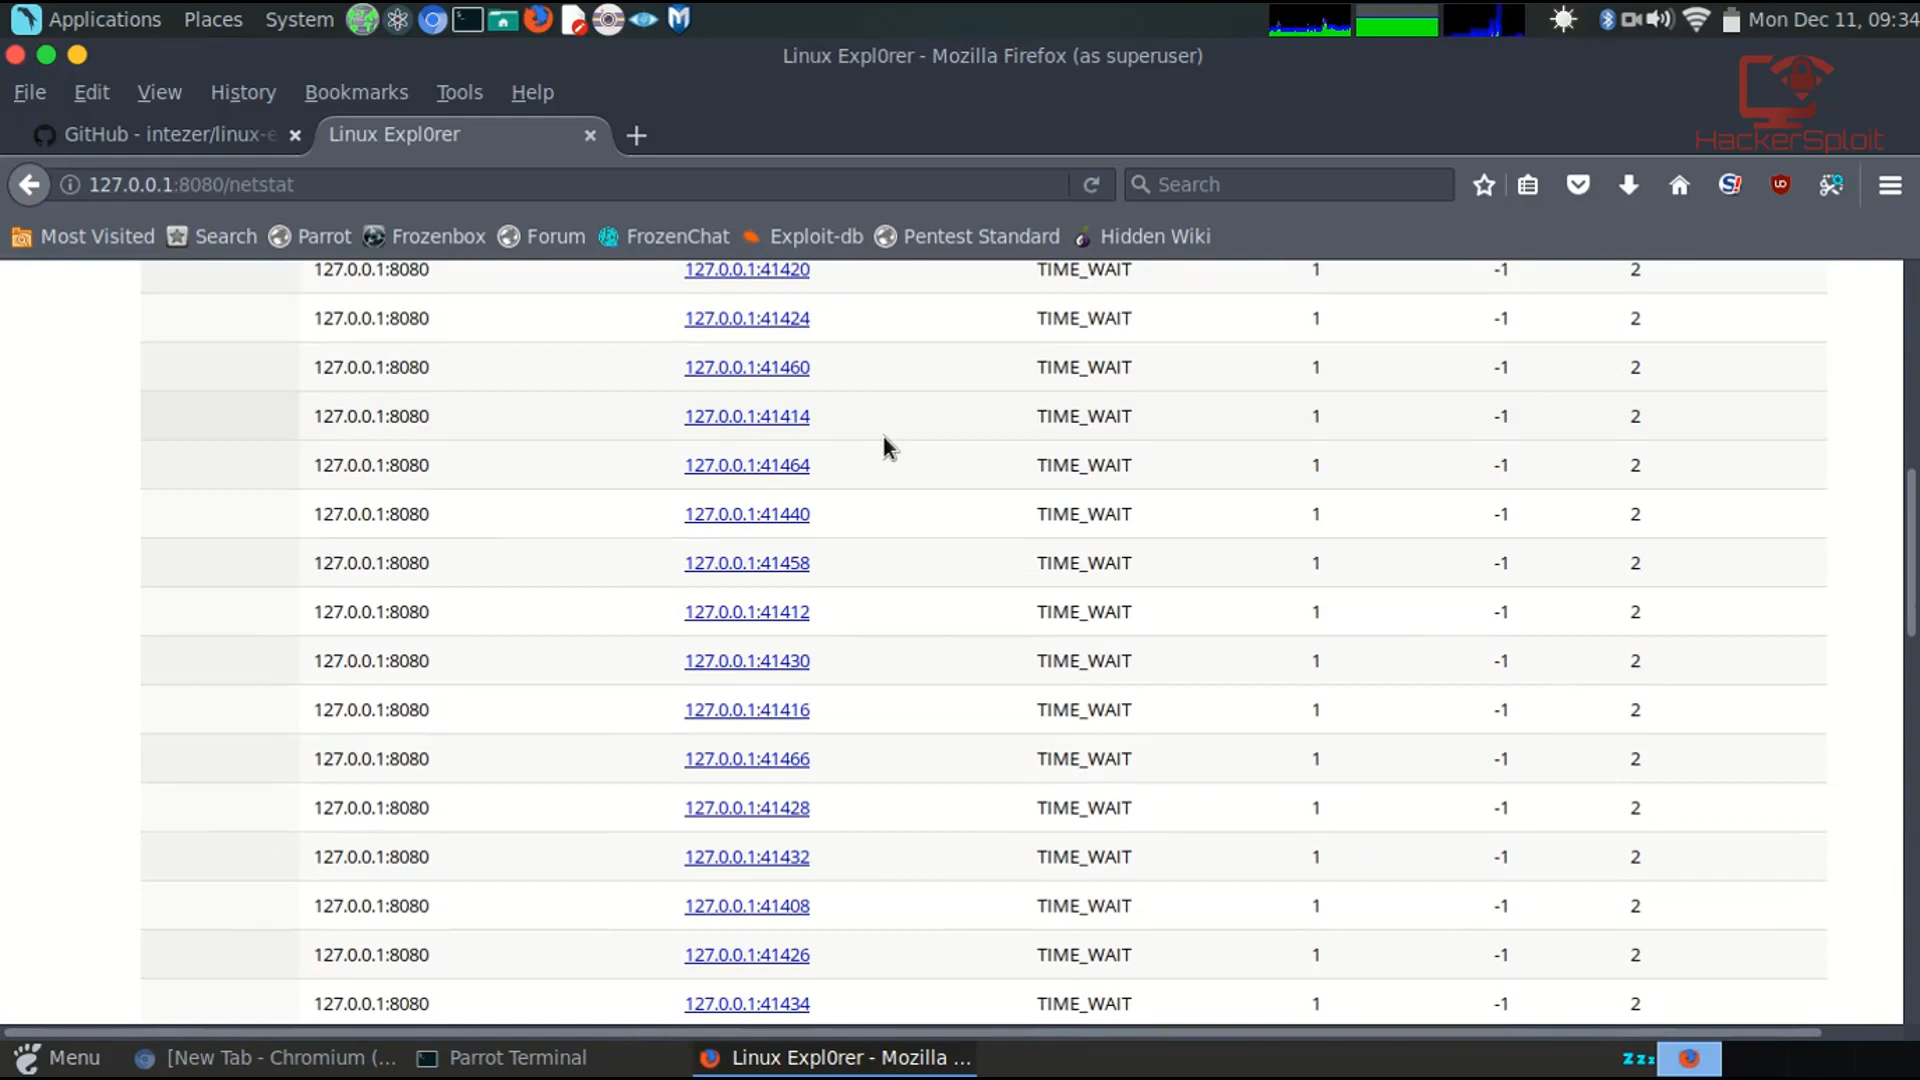 Applications Places System Mon Dec 11, 09:34
Linux Expl0rer - Mozilla Firefox (as superuser)
File Edit View History Bookmarks Tools Help
HackerSploit
GitHub - intezer/linux-e Linux Expl0rer
127.0.0.1:8080/netstat Search
Most Visited Search Parrot Frozenbox Forum FrozenChat Exploit-db Pentest Standard Hidden Wiki
127.0.0.1:8080 127.0.0.1:41420 TIME_WAIT 1 -1 2
127.0.0.1:8080 127.0.0.1:41424 TIME_WAIT 1 -1 2
127.0.0.1:8080 127.0.0.1:41460 TIME_WAIT 1 -1 2
127.0.0.1:8080 127.0.0.1:41414 TIME_WAIT 1 -1 2
127.0.0.1:8080 127.0.0.1:41464 TIME_WAIT 1 -1 2
127.0.0.1:8080 127.0.0.1:41440 TIME_WAIT 1 -1 2
127.0.0.1:8080 127.0.0.1:41458 TIME_WAIT 1 -1 2
127.0.0.1:8080 127.0.0.1:41412 TIME_WAIT 1 -1 2
127.0.0.1:8080 127.0.0.1:41430 TIME_WAIT 1 -1 2
127.0.0.1:8080 127.0.0.1:41416 TIME_WAIT 1 -1 2
127.0.0.1:8080 127.0.0.1:41466 TIME_WAIT 1 -1 2
127.0.0.1:8080 127.0.0.1:41428 TIME_WAIT 1 -1 2
127.0.0.1:8080 127.0.0.1:41432 TIME_WAIT 1 -1 2
127.0.0.1:8080 127.0.0.1:41408 TIME_WAIT 1 -1 2
127.0.0.1:8080 127.0.0.1:41426 TIME_WAIT 1 -1 2
127.0.0.1:8080 127.0.0.1:41434 TIME_WAIT 1 -1 2
Menu [New Tab - Chromium (... Parrot Terminal Linux Expl0rer - Mozilla ... zzz